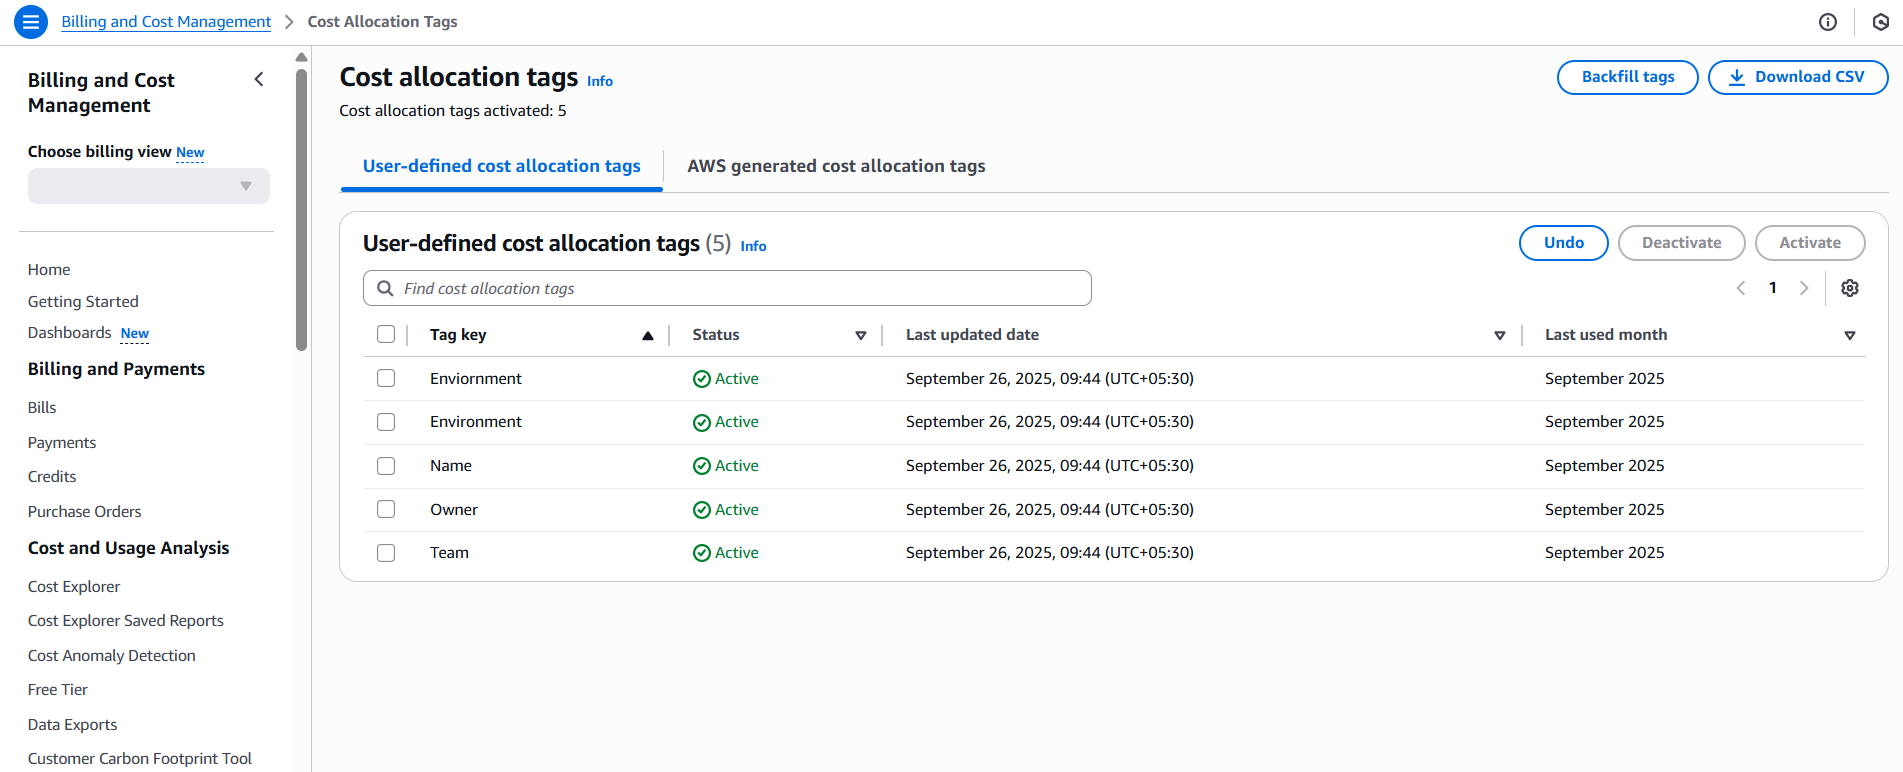 Billing and Cost Management > Cost Allocation Tags
Billing and Cost
Management
Choose billing view New
Home
Getting Started
Dashboards New
Billing and Payments
Bills
Payments
Credits
Purchase Orders
Cost and Usage Analysis
Cost Explorer
Cost Explorer Saved Reports
Cost Anomaly Detection
Free Tier
Data Exports
Customer Carbon Footprint Tool
Cost allocation tags Info
Backfill tags Download CSV
Cost allocation tags activated: 5
User-defined cost allocation tags AWS generated cost allocation tags
User-defined cost allocation tags (5) Info
Undo Deactivate Activate
Find cost allocation tags
1
Tag key Status Last updated date Last used month
Enviornment Active September 26, 2025, 09:44 (UTC+05:30) September 2025
Environment Active September 26, 2025, 09:44 (UTC+05:30) September 2025
Name Active September 26, 2025, 09:44 (UTC+05:30) September 2025
Owner Active September 26, 2025, 09:44 (UTC+05:30) September 2025
Team Active September 26, 2025, 09:44 (UTC+05:30) September 2025